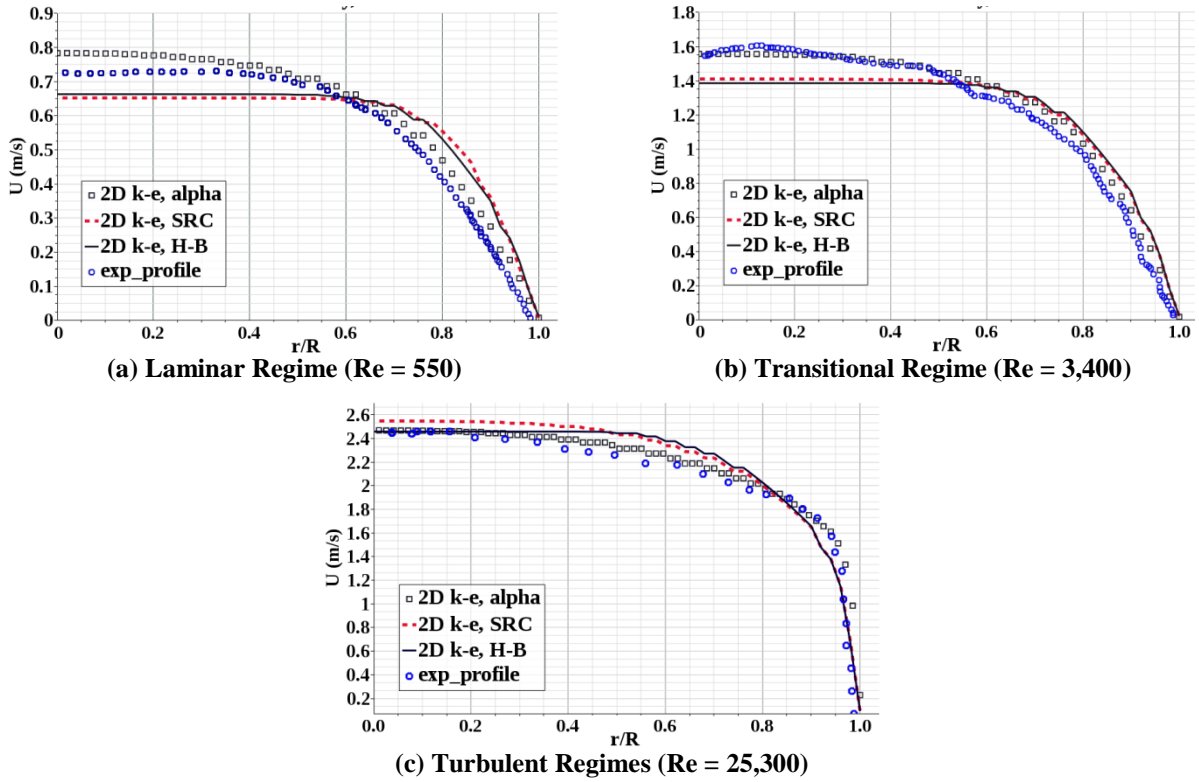 0.9
0.8
0.7
0.6
0.5
0.4
0.3
0.2
0.1
0
U (m/s)
2D k-e, alpha
2D k-e, SRC
2D k-e, H-B
exp_profile
0 0.2 0.4 0.6 0.8 1.0
r/R
(a) Laminar Regime (Re = 550)
1.8
1.6
1.4
1.2
1
0.8
0.6
0.4
0.2
0
U (m/s)
2D k-e, alpha
2D k-e, SRC
2D k-e, H-B
exp_profile
0 0.2 0.4 0.6 0.8 1.0
r/R
(b) Transitional Regime (Re = 3,400)
2.6
2.4
2.2
2
1.8
1.6
1.4
1.2
1
0.8
0.6
0.4
0.2
U (m/s)
2D k-e, alpha
2D k-e, SRC
2D k-e, H-B
exp_profile
0.0 0.2 0.4 0.6 0.8 1.0
r/R
(c) Turbulent Regimes (Re = 25,300)